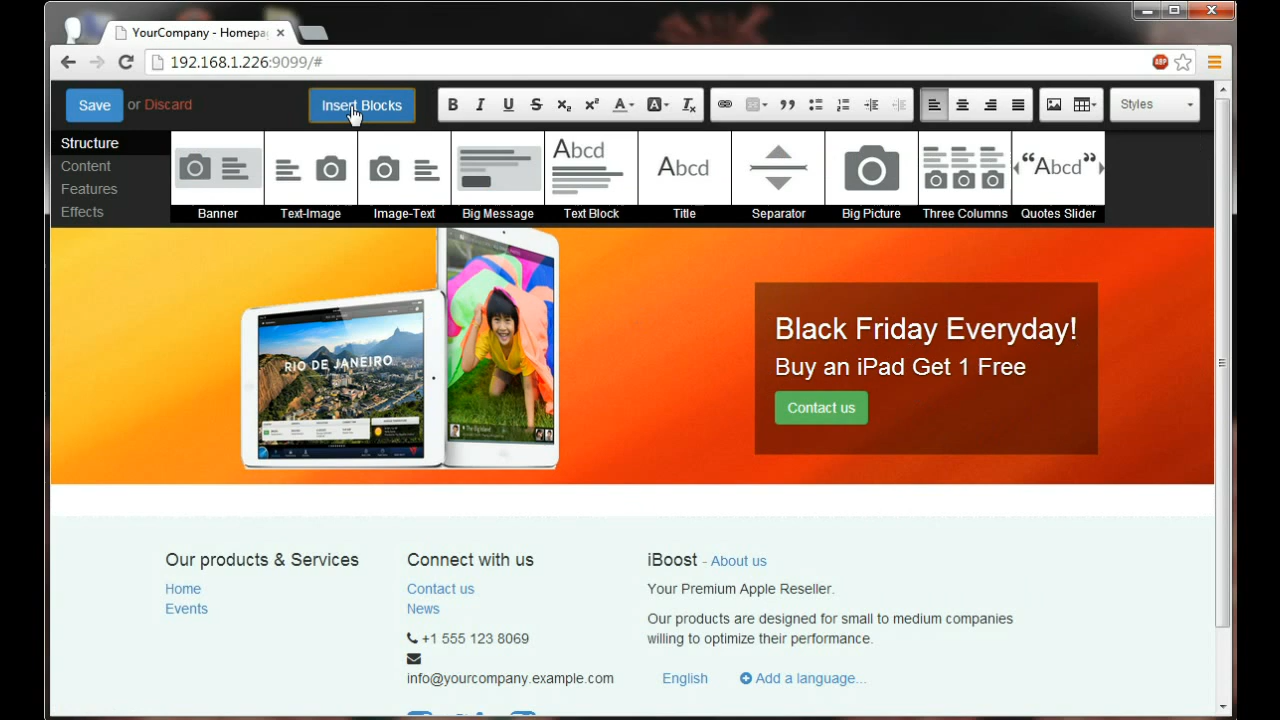 YourCompany - Homepa
192.168.1.226:9099/#
ABP
Save or Discard
Insert Blocks
B I U S x₂ x² A A Tx
Styles
Structure
Content
Features
Effects
Abcd
Abcd
“Abcd”
Banner
Text-Image
Image-Text
Big Message
Text Block
Title
Separator
Big Picture
Three Columns
Quotes Slider
RIO DE JANEIRO
Black Friday Everyday!
Buy an iPad Get 1 Free
Contact us
Our products & Services
Home
Events
Connect with us
Contact us
News
+1 555 123 8069
info@yourcompany.example.com
iBoost - About us
Your Premium Apple Reseller.
Our products are designed for small to medium companies
willing to optimize their performance.
English
Add a language...